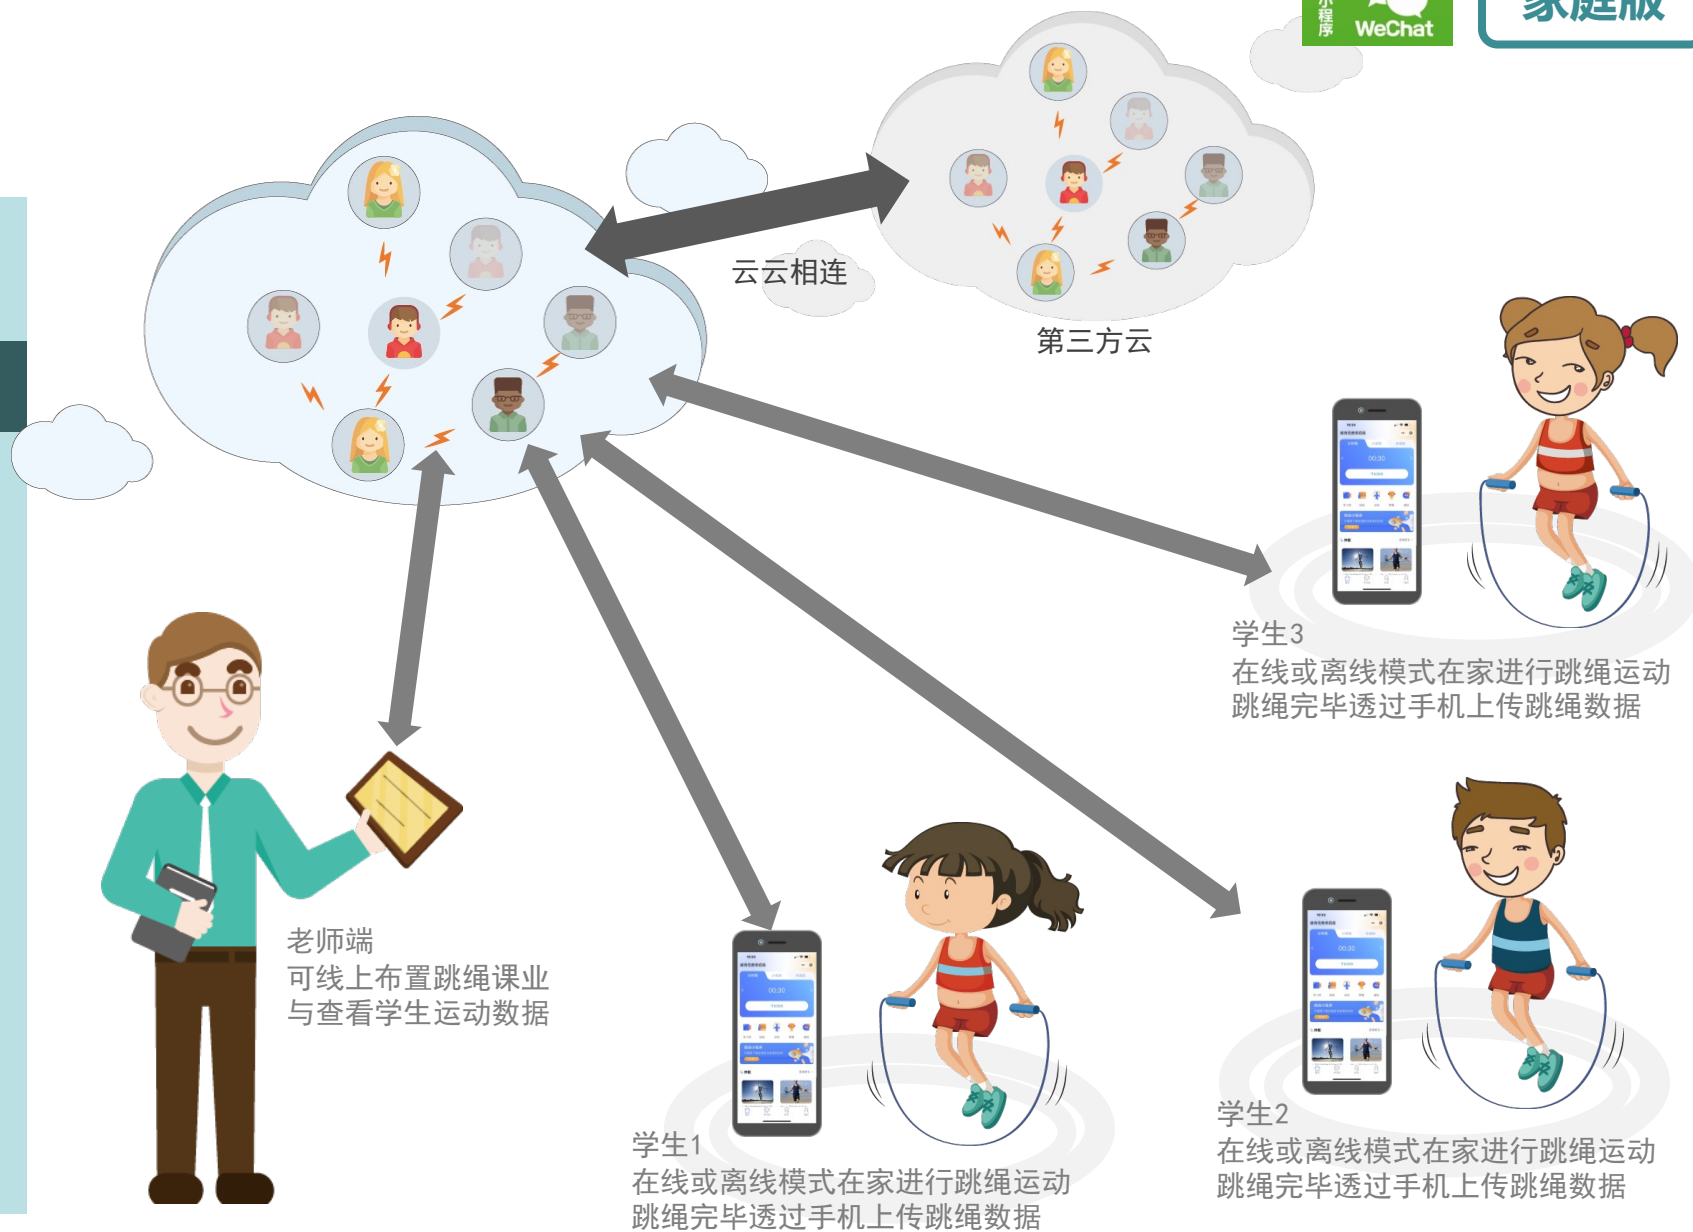 小程序
WeChat
家庭版
云云相连
第三方云
学生3
在线或离线模式在家进行跳绳运动
跳绳完毕透过手机上传跳绳数据
老师端
可线上布置跳绳课业
与查看学生运动数据
00:30
00:30
00:30
学生2
在线或离线模式在家进行跳绳运动
跳绳完毕透过手机上传跳绳数据
学生1
在线或离线模式在家进行跳绳运动
跳绳完毕透过手机上传跳绳数据